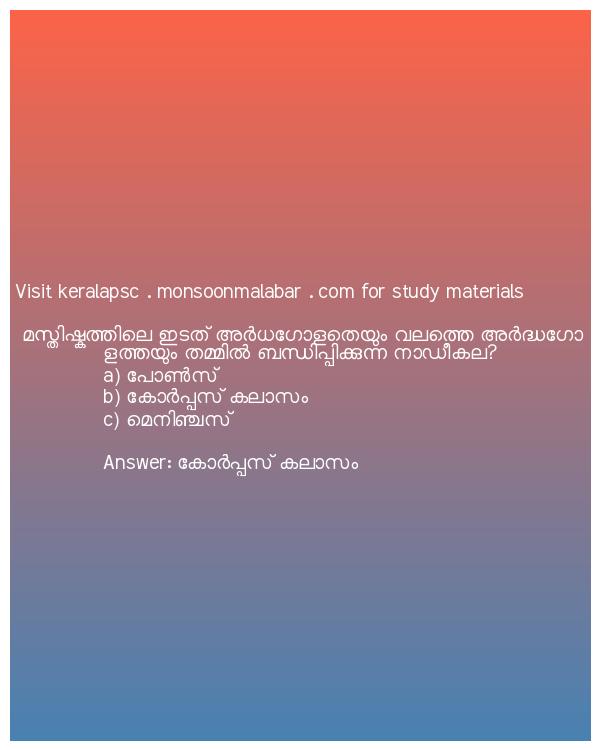 Visit keralapsc . monsoonmalabar . com for study materials
മസ്തിഷ്കത്തിലെ ഇടത് അർധഗോളതെയും വലത്തെ അർദ്ധഗോ
ളത്തയും തമ്മിൽ ബന്ധിപ്പിക്കുന്ന നാഡീകല?
a) പോൺസ്
b) കോർപ്പസ് കലാസം
c) മെനിഞ്ചസ്
Answer: കോർപ്പസ് കലാസം